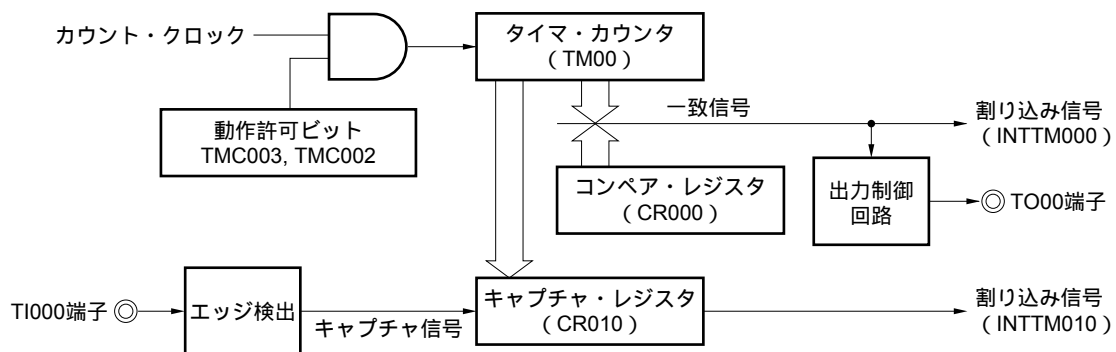 カウント・クロック
タイマ・カウンタ
（TM00）
動作許可ビット
TMC003, TMC002
一致信号
割り込み信号
（INTTM000）
コンペア・レジスタ
（CR000）
出力制御
回路
TO00端子
TI000端子
エッジ検出
キャプチャ信号
キャプチャ・レジスタ
（CR010）
割り込み信号
（INTTM010）